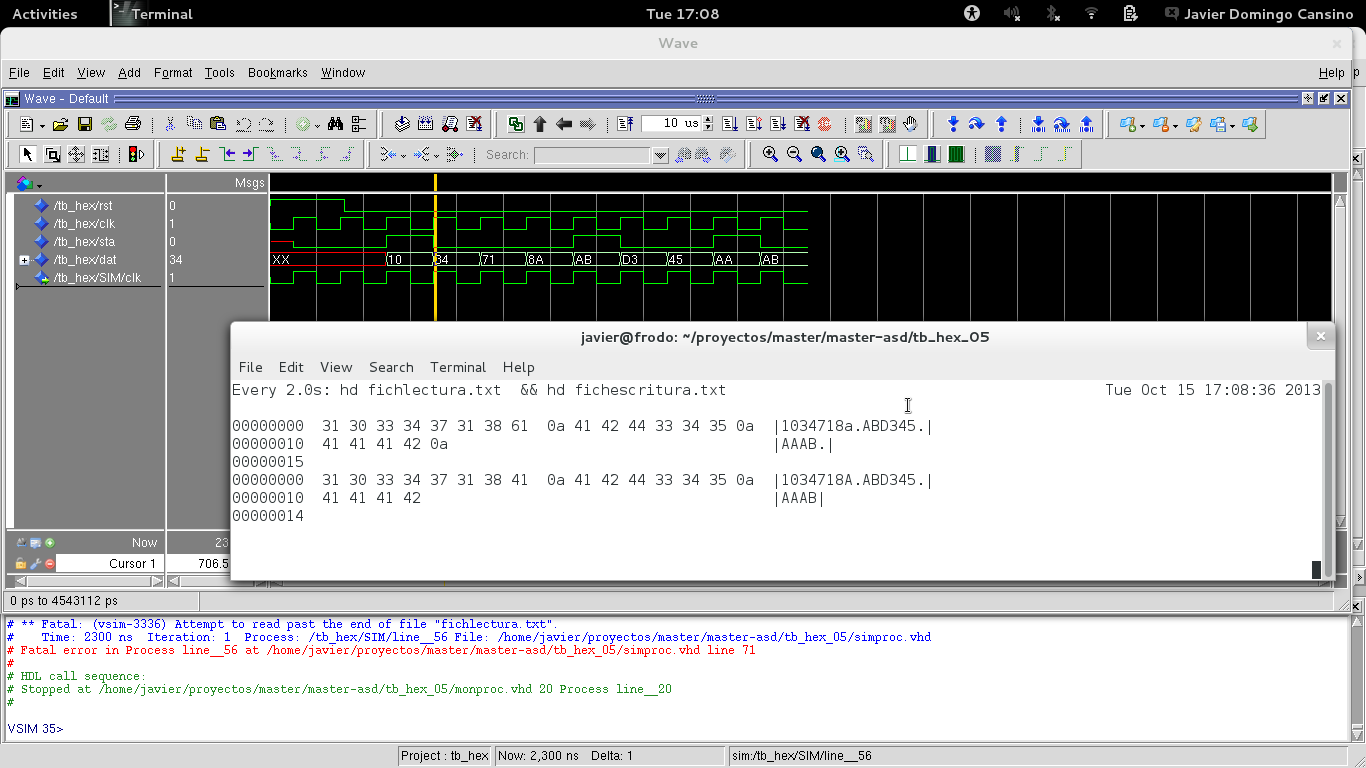 Activities Terminal Tue 17:08 Javier Domingo Cansino
Wave
File Edit View Add Format Tools Bookmarks Window Help
Wave - Default
10 us
Search:
Msgs
/tb_hex/rst 0
/tb_hex/clk 1
/tb_hex/sta 0
/tb_hex/dat 34 XX 10 34 71 8A AB D3 45 AA AB
/tb_hex/SIM/clk 1
javier@frodo: ~/proyectos/master/master-asd/tb_hex_05
File Edit View Search Terminal Help
Every 2.0s: hd fichlectura.txt  && hd fichescritura.txt Tue Oct 15 17:08:36 2013
00000000  31 30 33 34 37 31 38 61  0a 41 42 44 33 34 35 0a  |1034718a.ABD345.|
00000010  41 41 41 42 0a  |AAAB.|
00000015
00000000  31 30 33 34 37 31 38 41  0a 41 42 44 33 34 35 0a  |1034718A.ABD345.|
00000010  41 41 41 42  |AAAB|
00000014
Now 23
Cursor 1 706.5
0 ps to 4543112 ps
# ** Fatal: (vsim-3336) Attempt to read past the end of file "fichlectura.txt".
#    Time: 2300 ns  Iteration: 1  Process: /tb_hex/SIM/line__56 File: /home/javier/proyectos/master/master-asd/tb_hex_05/simproc.vhd
# Fatal error in Process line__56 at /home/javier/proyectos/master/master-asd/tb_hex_05/simproc.vhd line 71
#
# HDL call sequence:
# Stopped at /home/javier/proyectos/master/master-asd/tb_hex_05/monproc.vhd 20 Process line__20
#
VSIM 35>
Project : tb_hex Now: 2,300 ns Delta: 1 sim:/tb_hex/SIM/line__56